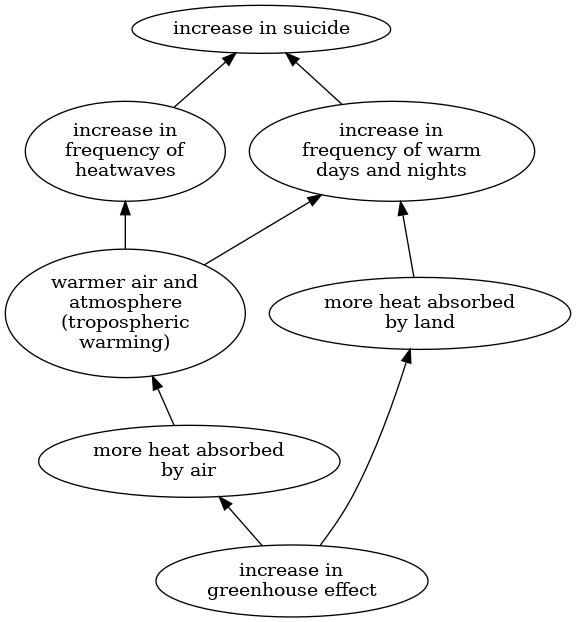 increase in suicide
increase in
frequency of
heatwaves
increase in
frequency of warm
days and nights
warmer air and
atmosphere
(tropospheric
warming)
more heat absorbed
by land
more heat absorbed
by air
increase in
greenhouse effect